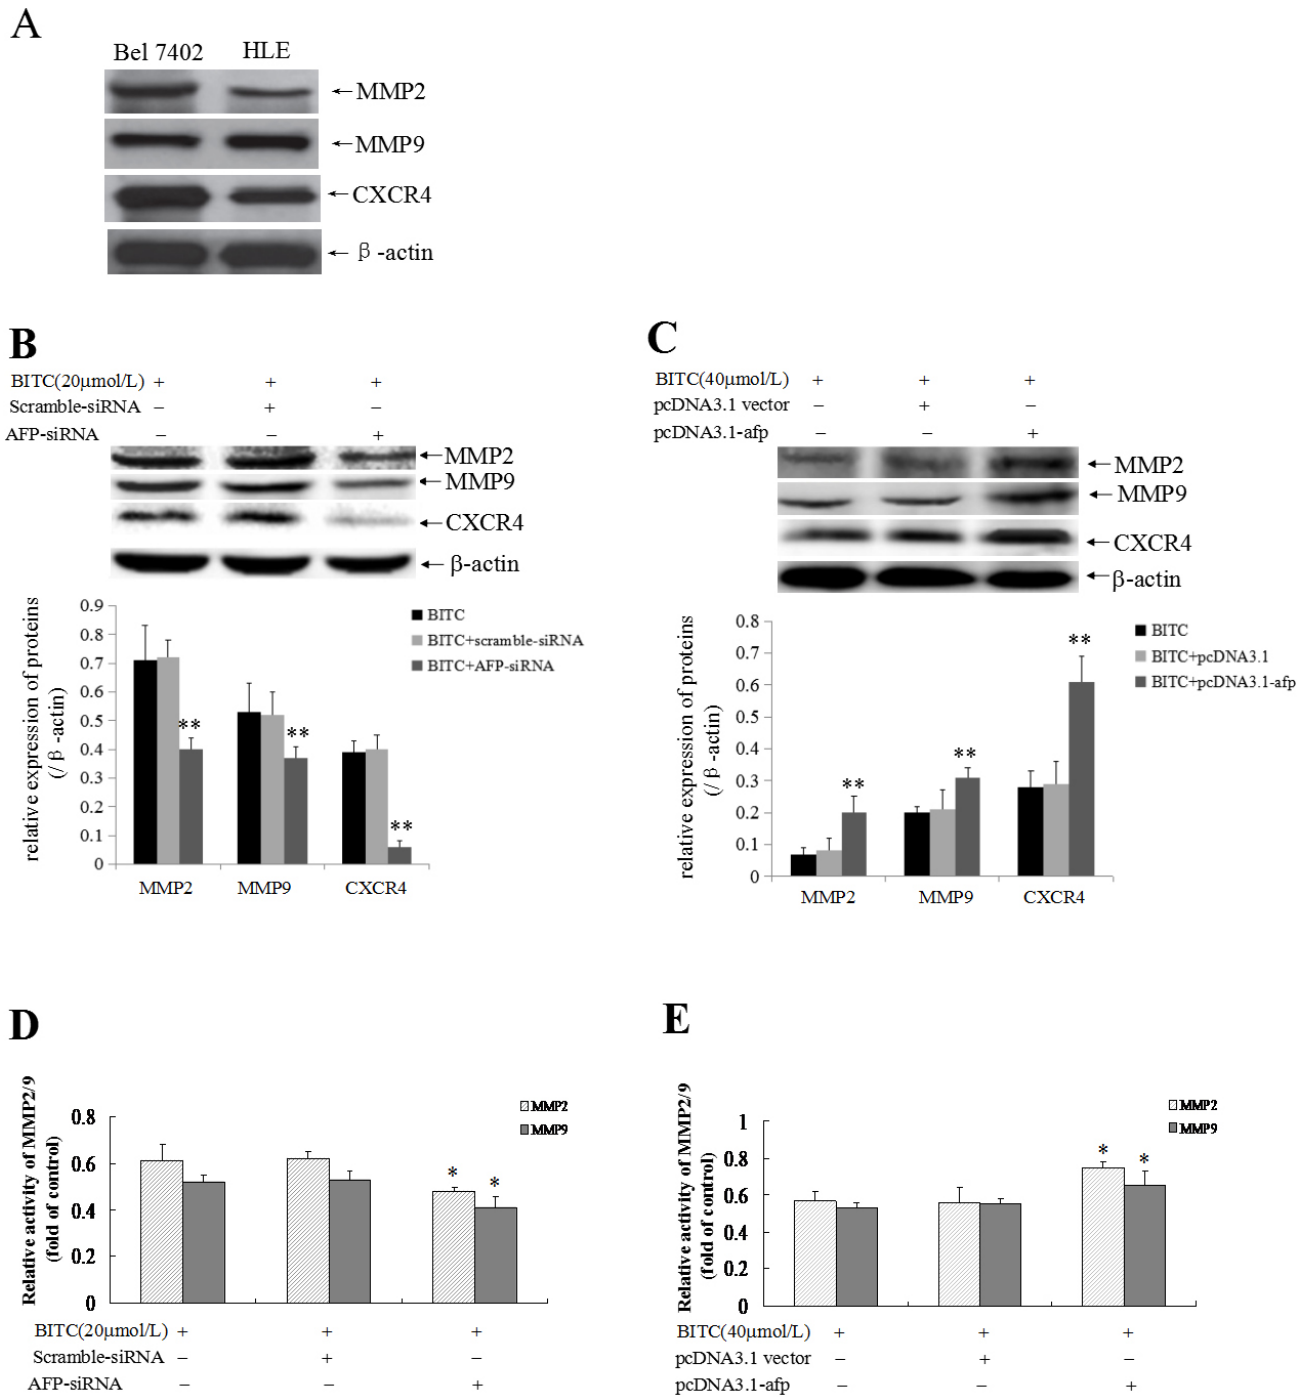 A
Bel 7402 HLE
MMP2
MMP9
CXCR4
β-actin
B
BITC(20μmol/L) + + +
Scramble-siRNA − + −
AFP-siRNA − − +
MMP2
MMP9
CXCR4
β-actin
relative expression of proteins
(/β-actin)
0.9
0.8
0.7
0.6
0.5
0.4
0.3
0.2
0.1
0
** ** **
MMP2 MMP9 CXCR4
BITC
BITC+scramble-siRNA
BITC+AFP-siRNA
C
BITC(40μmol/L) + + +
pcDNA3.1 vector − + −
pcDNA3.1-afp − − +
MMP2
MMP9
CXCR4
β-actin
relative expression of proteins
(/β-actin)
0.8
0.7
0.6
0.5
0.4
0.3
0.2
0.1
0
** ** **
MMP2 MMP9 CXCR4
BITC
BITC+pcDNA3.1
BITC+pcDNA3.1-afp
D
Relative activity of MMP2/9
(fold of control)
0.8
0.6
0.4
0.2
0
* *
MMP2
MMP9
BITC(20μmol/L) + + +
Scramble-siRNA − + −
AFP-siRNA − − +
E
Relative activity of MMP2/9
(fold of control)
1
0.8
0.6
0.4
0.2
0
* *
MMP2
MMP9
BITC(40μmol/L) + + +
pcDNA3.1 vector − + −
pcDNA3.1-afp − − +